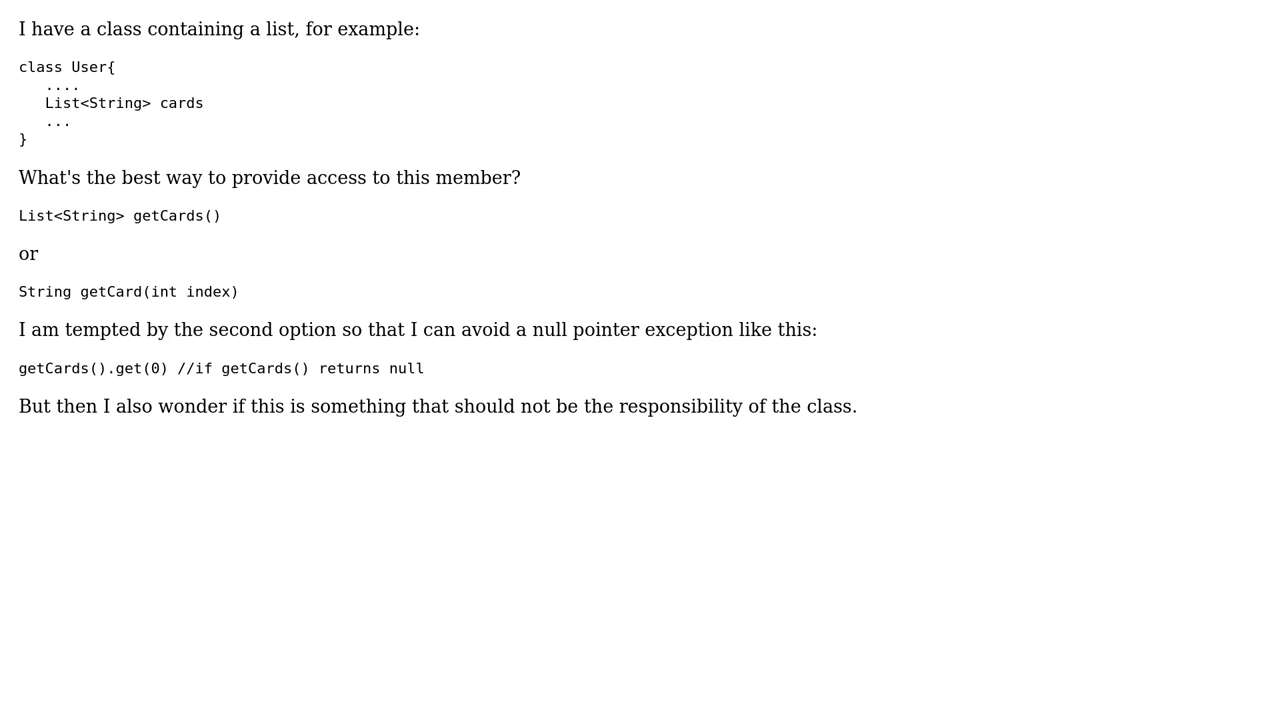 I have a class containing a list, for example:
class User{
   ....
   List<String> cards
   ...
}
What's the best way to provide access to this member?
List<String> getCards()
or
String getCard(int index)
I am tempted by the second option so that I can avoid a null pointer exception like this:
getCards().get(0) //if getCards() returns null
But then I also wonder if this is something that should not be the responsibility of the class.